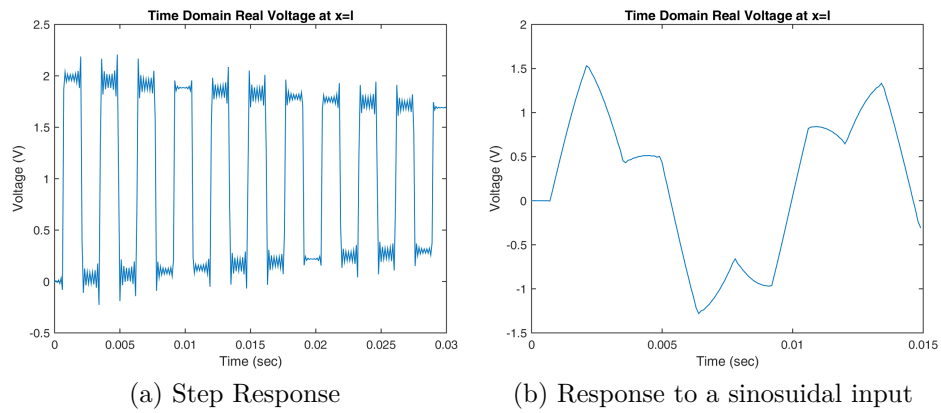 Time Domain Real Voltage at x=l
2.5
2
1.5
1
0.5
0
-0.5
Voltage (V)
0 0.005 0.01 0.015 0.02 0.025 0.03
Time (sec)
(a) Step Response
Time Domain Real Voltage at x=l
1.5
1
0.5
0
-0.5
-1
-1.5
Voltage (V)
0 0.005 0.01 0.015
Time (sec)
(b) Response to a sinosuidal input